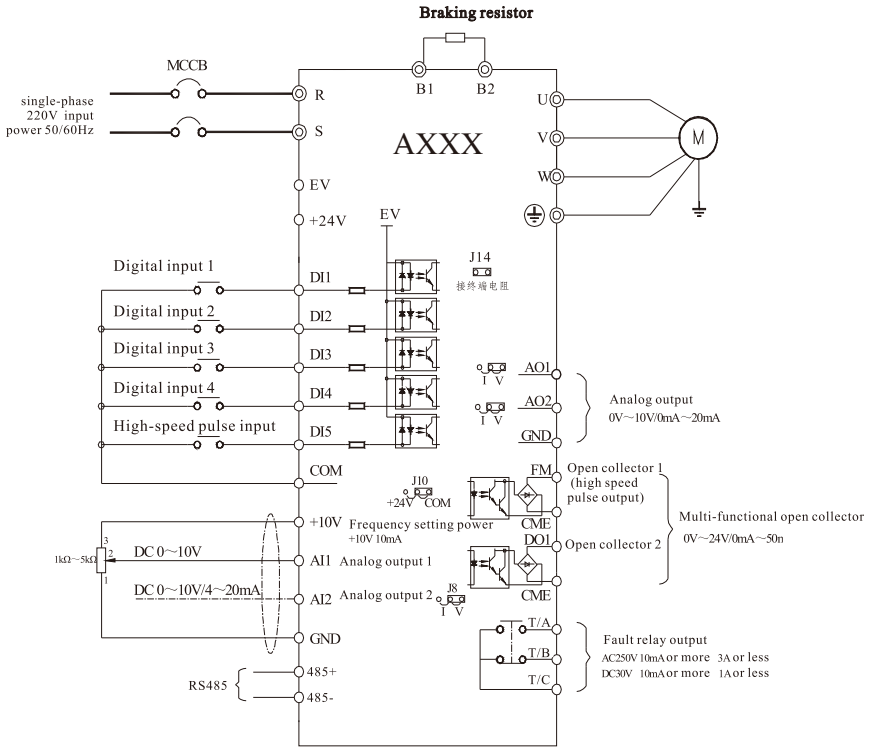 Braking resistor
MCCB
B1
B2
single-phase
220V input
power 50/60Hz
R
S
AXXX
U
V
W
M
EV
+24V
EV
J14
接终端电阻
Digital input 1
DI1
Digital input 2
DI2
Digital input 3
DI3
Digital input 4
DI4
High-speed pulse input
DI5
COM
I V
AO1
I V
AO2
GND
Analog output
0V～10V/0mA～20mA
J10
+24V COM
FM
CME
Open collector 1
(high speed
pulse output)
DO1
CME
Open collector 2
Multi-functional open collector
0V～24V/0mA～50n
+10V
Frequency setting power
+10V 10mA
1kΩ～5kΩ
3
2
1
DC 0～10V
AI1
Analog output 1
DC 0～10V/4～20mA
AI2
Analog output 2
J8
I V
GND
RS485
485+
485-
T/A
T/B
T/C
Fault relay output
AC250V 10mA or more 3A or less
DC30V 10mA or more 1A or less